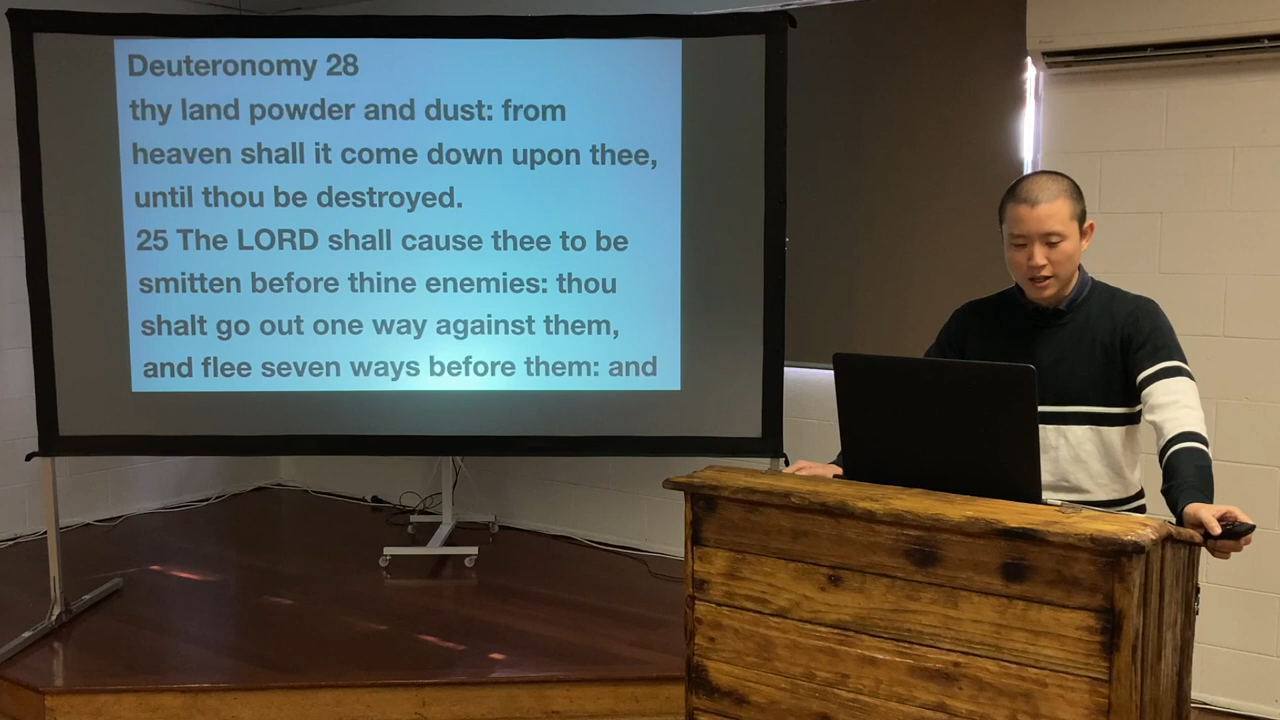 Deuteronomy 28
thy land powder and dust: from
heaven shall it come down upon thee,
until thou be destroyed.
25 The LORD shall cause thee to be
smitten before thine enemies: thou
shalt go out one way against them,
and flee seven ways before them: and